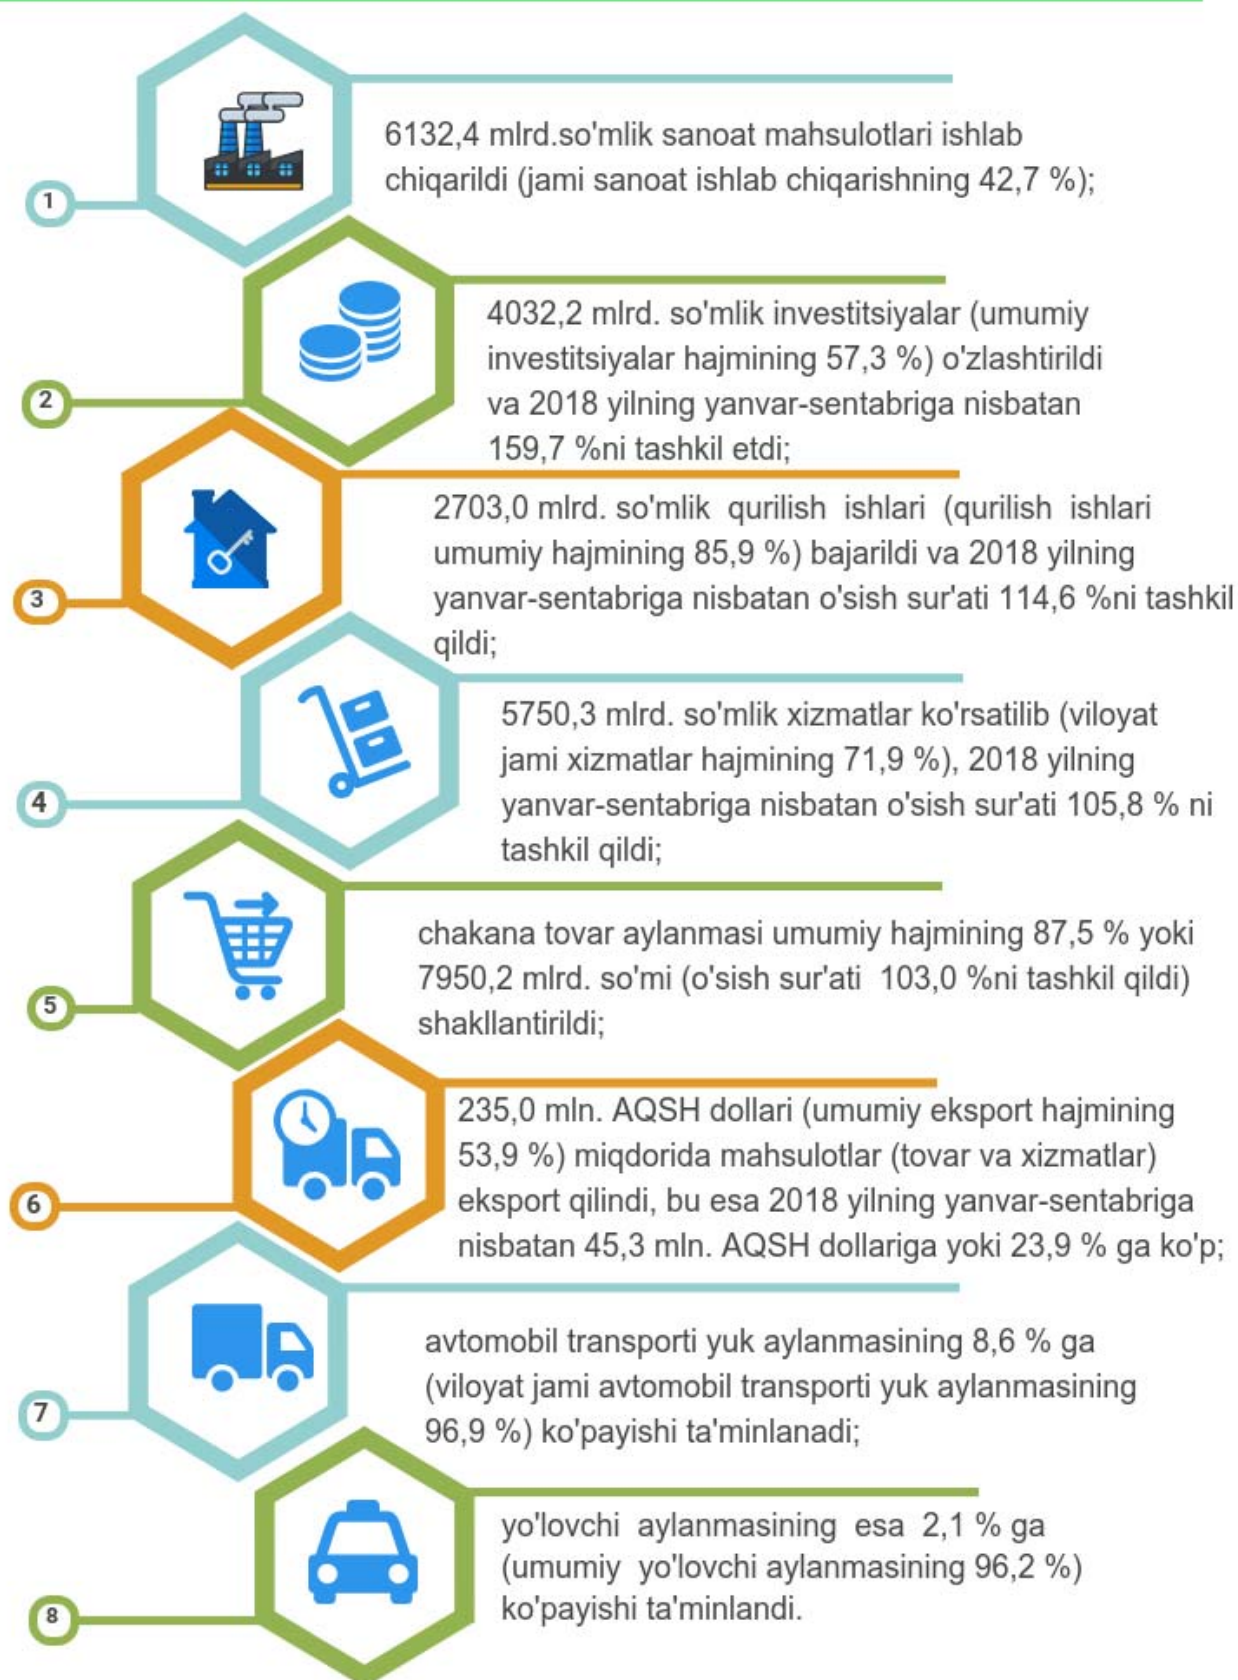 1
6132,4 mlrd.so'mlik sanoat mahsulotlari ishlab
chiqarildi (jami sanoat ishlab chiqarishning 42,7 %);
2
4032,2 mlrd. so'mlik investitsiyalar (umumiy
investitsiyalar hajmining 57,3 %) o'zlashtirildi
va 2018 yilning yanvar-sentabriga nisbatan
159,7 %ni tashkil etdi;
3
2703,0 mlrd. so'mlik qurilish ishlari (qurilish ishlari
umumiy hajmining 85,9 %) bajarildi va 2018 yilning
yanvar-sentabriga nisbatan o'sish sur'ati 114,6 %ni tashkil
qildi;
4
5750,3 mlrd. so'mlik xizmatlar ko'rsatilib (viloyat
jami xizmatlar hajmining 71,9 %), 2018 yilning
yanvar-sentabriga nisbatan o'sish sur'ati 105,8 % ni
tashkil qildi;
5
chakana tovar aylanmasi umumiy hajmining 87,5 % yoki
7950,2 mlrd. so'mi (o'sish sur'ati 103,0 %ni tashkil qildi)
shakllantirildi;
6
235,0 mln. AQSH dollari (umumiy eksport hajmining
53,9 %) miqdorida mahsulotlar (tovar va xizmatlar)
eksport qilindi, bu esa 2018 yilning yanvar-sentabriga
nisbatan 45,3 mln. AQSH dollariga yoki 23,9 % ga ko'p;
7
avtomobil transporti yuk aylanmasining 8,6 % ga
(viloyat jami avtomobil transporti yuk aylanmasining
96,9 %) ko'payishi ta'minlanadi;
8
yo'lovchi aylanmasining esa 2,1 % ga
(umumiy yo'lovchi aylanmasining 96,2 %)
ko'payishi ta'minlandi.